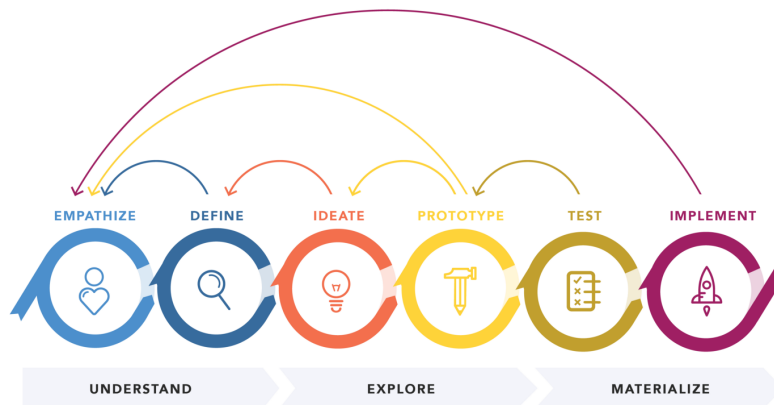 EMPATHIZE
DEFINE
IDEATE
PROTOTYPE
TEST
IMPLEMENT
UNDERSTAND
EXPLORE
MATERIALIZE